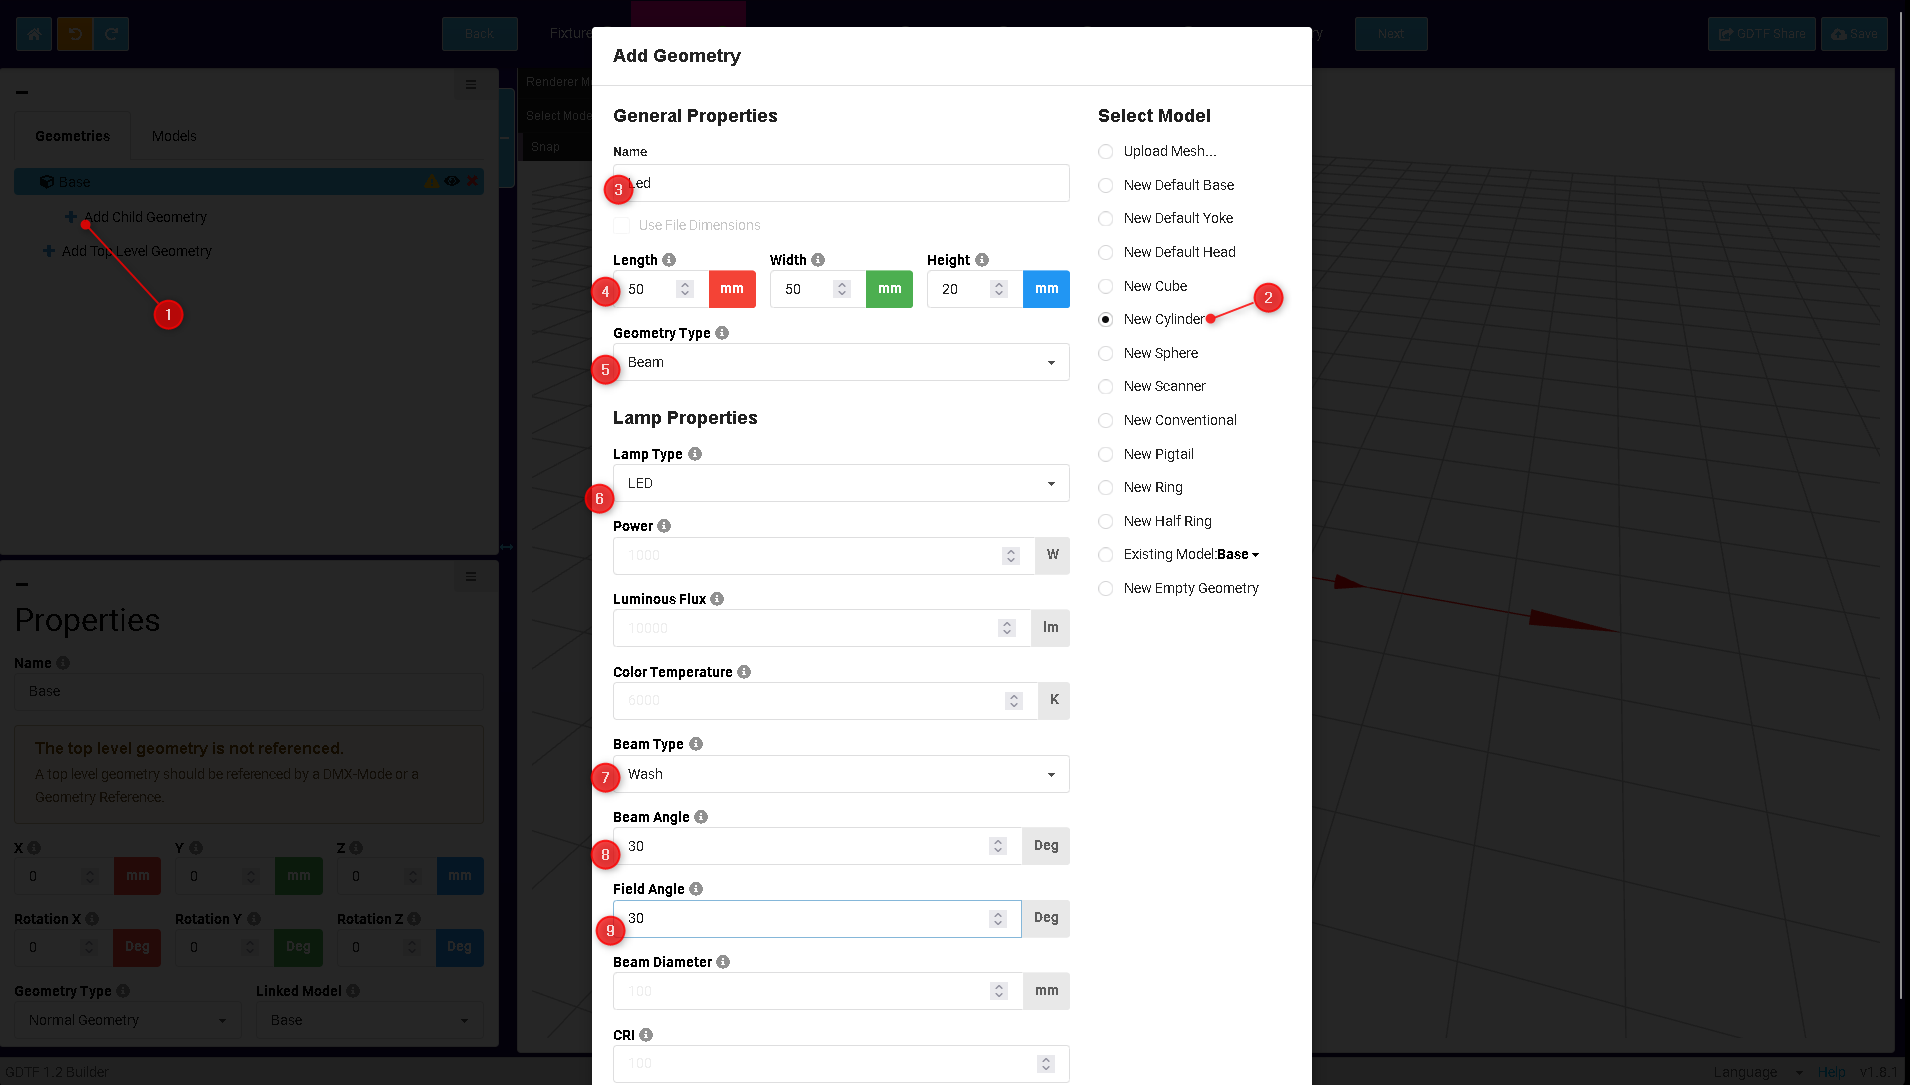 Back
Fixture
ry
Next
GDTF Share
Save
Add Geometry
Renderer M
Select Mode
Snap
Geometries
Models
Base
Add Child Geometry
Add Top Level Geometry
1
General Properties
Name
3
Led
Use File Dimensions
Length
Width
Height
4
50
mm
50
mm
20
mm
Geometry Type
5
Beam
Lamp Properties
Lamp Type
LED
6
Power
1000
W
Luminous Flux
10000
lm
Color Temperature
6000
K
Beam Type
7
Wash
Beam Angle
8
30
Deg
Field Angle
9
30
Deg
Beam Diameter
100
mm
CRI
100
Select Model
Upload Mesh...
New Default Base
New Default Yoke
New Default Head
New Cube
2
New Cylinder
New Sphere
New Scanner
New Conventional
New Pigtail
New Ring
New Half Ring
Existing Model:Base
New Empty Geometry
Properties
Name
Base
The top level geometry is not referenced.
A top level geometry should be referenced by a DMX-Mode or a
Geometry Reference.
X
Y
Z
0
mm
0
mm
0
mm
Rotation X
Rotation Y
Rotation Z
0
Deg
0
Deg
0
Deg
Geometry Type
Linked Model
Normal Geometry
Base
GDTF 1.2 Builder
Language
Help
v1.8.1